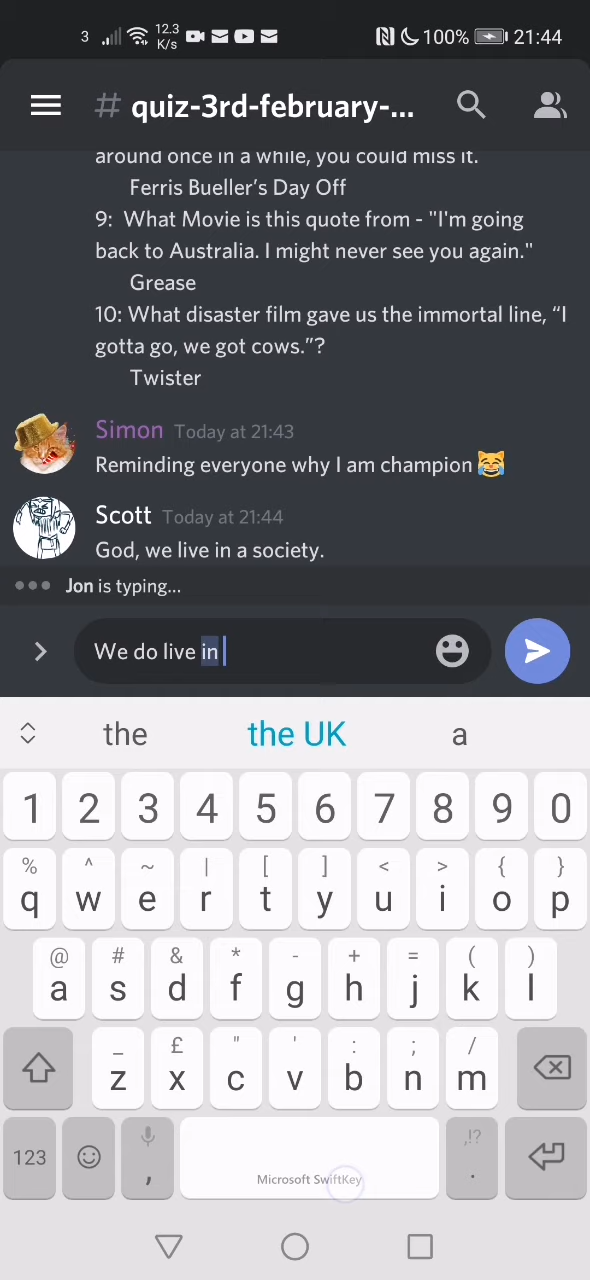 3 12.3 K/s 100% 21:44
# quiz-3rd-february-...
around once in a while, you could miss it.
Ferris Bueller's Day Off
9: What Movie is this quote from - "I'm going
back to Australia. I might never see you again."
Grease
10: What disaster film gave us the immortal line, “I
gotta go, we got cows.”?
Twister
Simon Today at 21:43
Reminding everyone why I am champion 😹
Scott Today at 21:44
God, we live in a society.
Jon is typing...
We do live in
the the UK a
1 2 3 4 5 6 7 8 9 0
% ^ ~ | [ ] < > { }
q w e r t y u i o p
@ # & * - + = ( )
a s d f g h j k l
_ £ " ' : ; /
z x c v b n m
123 , Microsoft SwiftKey ,!? .